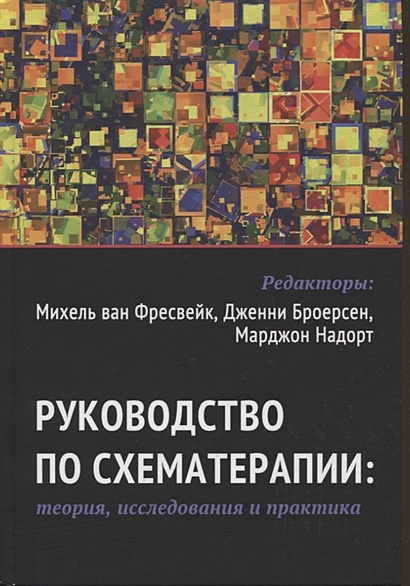 Редакторы:
Михель ван Фресвейк, Дженни Броерсен,
Марджон Надорт
РУКОВОДСТВО
ПО СХЕМАТЕРАПИИ:
теория, исследования и практика